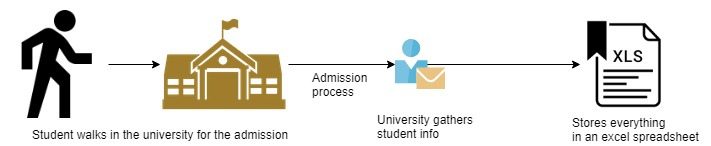 Student walks in the university for the admission
Admission
process
University gathers
student info
XLS
Stores everything
in an excel spreadsheet